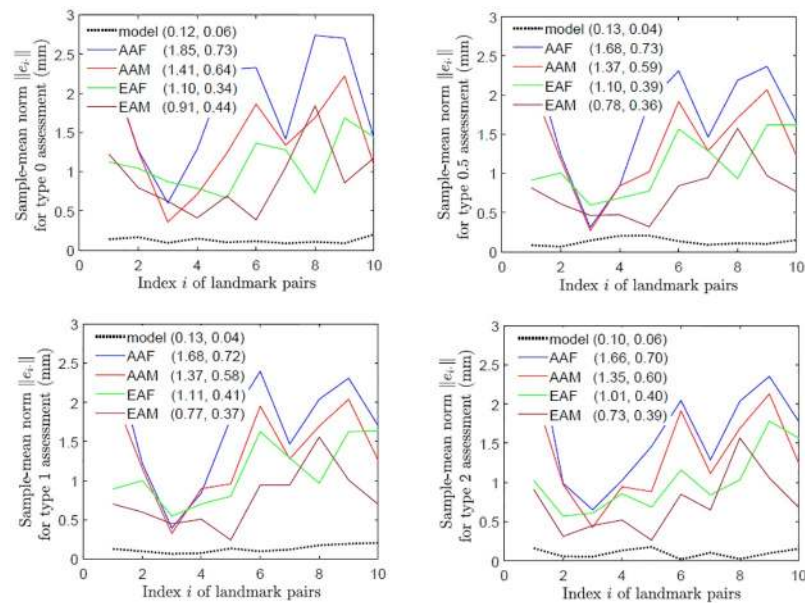 3
2.5
2
1.5
1
0.5
0
0 2 4 6 8 10
model (0.12, 0.06)
AAF (1.85, 0.73)
AAM (1.41, 0.64)
EAF (1.10, 0.34)
EAM (0.91, 0.44)
Sample-mean norm ||e_i.||
for type 0 assessment (mm)
Index i of landmark pairs
3
2.5
2
1.5
1
0.5
0
0 2 4 6 8 10
model (0.13, 0.04)
AAF (1.68, 0.73)
AAM (1.37, 0.59)
EAF (1.10, 0.39)
EAM (0.78, 0.36)
Sample-mean norm ||e_i.||
for type 0.5 assessment (mm)
Index i of landmark pairs
3
2.5
2
1.5
1
0.5
0
0 2 4 6 8 10
model (0.13, 0.04)
AAF (1.68, 0.72)
AAM (1.37, 0.58)
EAF (1.11, 0.41)
EAM (0.77, 0.37)
Sample-mean norm ||e_i.||
for type 1 assessment (mm)
Index i of landmark pairs
3
2.5
2
1.5
1
0.5
0
0 2 4 6 8 10
model (0.10, 0.06)
AAF (1.66, 0.70)
AAM (1.35, 0.60)
EAF (1.01, 0.40)
EAM (0.73, 0.39)
Sample-mean norm ||e_i.||
for type 2 assessment (mm)
Index i of landmark pairs